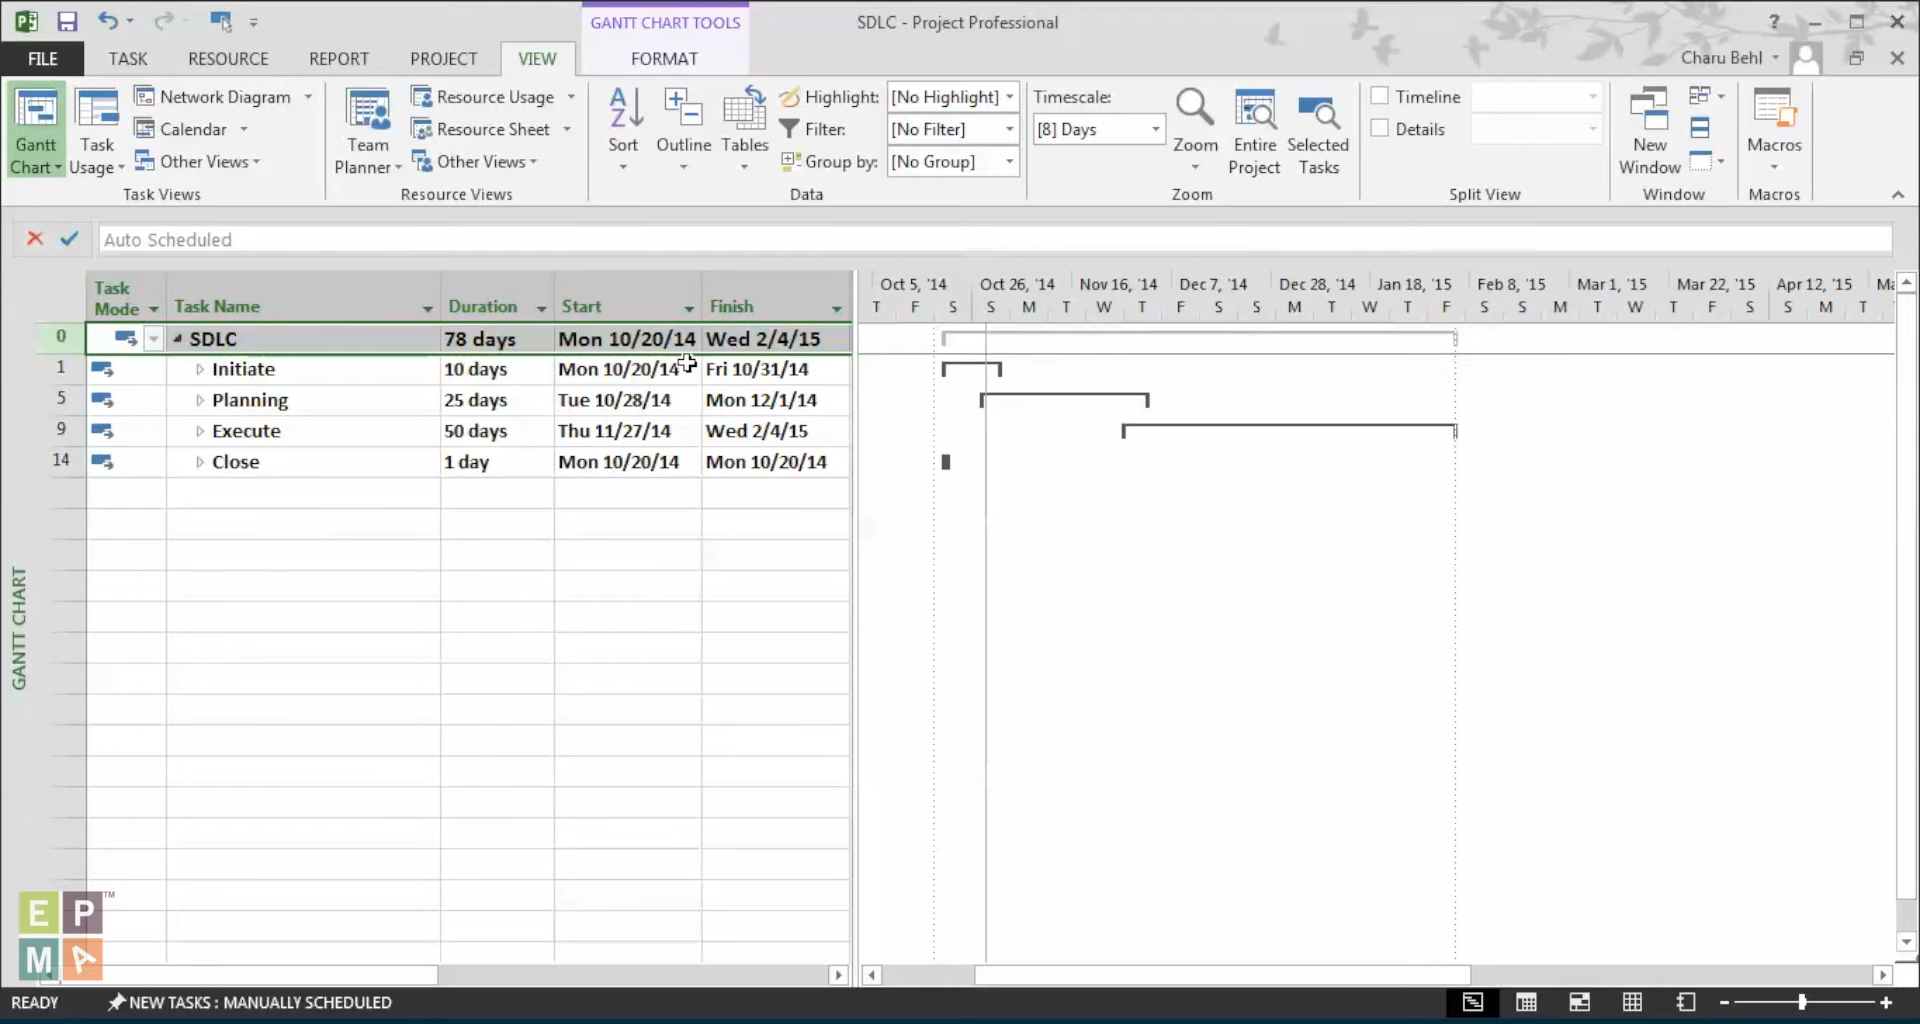 GANTT CHART TOOLS
SDLC - Project Professional
?
FILE TASK RESOURCE REPORT PROJECT VIEW FORMAT
Charu Behl
Gantt Chart
Task Usage
Network Diagram
Calendar
Other Views
Task Views
Team Planner
Resource Usage
Resource Sheet
Other Views
Resource Views
Sort
Outline
Tables
Highlight: [No Highlight]
Filter: [No Filter]
Group by: [No Group]
Data
Timescale:
[8] Days
Zoom
Entire Project
Selected Tasks
Zoom
Timeline
Details
Split View
New Window
Window
Macros
Macros
Auto Scheduled
Task Mode Task Name Duration Start Finish
0 SDLC 78 days Mon 10/20/14 Wed 2/4/15
1 Initiate 10 days Mon 10/20/14 Fri 10/31/14
5 Planning 25 days Tue 10/28/14 Mon 12/1/14
9 Execute 50 days Thu 11/27/14 Wed 2/4/15
14 Close 1 day Mon 10/20/14 Mon 10/20/14
Oct 5, '14 Oct 26, '14 Nov 16, '14 Dec 7, '14 Dec 28, '14 Jan 18, '15 Feb 8, '15 Mar 1, '15 Mar 22, '15 Apr 12, '15
T F S S M T W T F S S M T W T F S S M T W T F S S M T
GANTT CHART
E P ™
M A
READY NEW TASKS : MANUALLY SCHEDULED